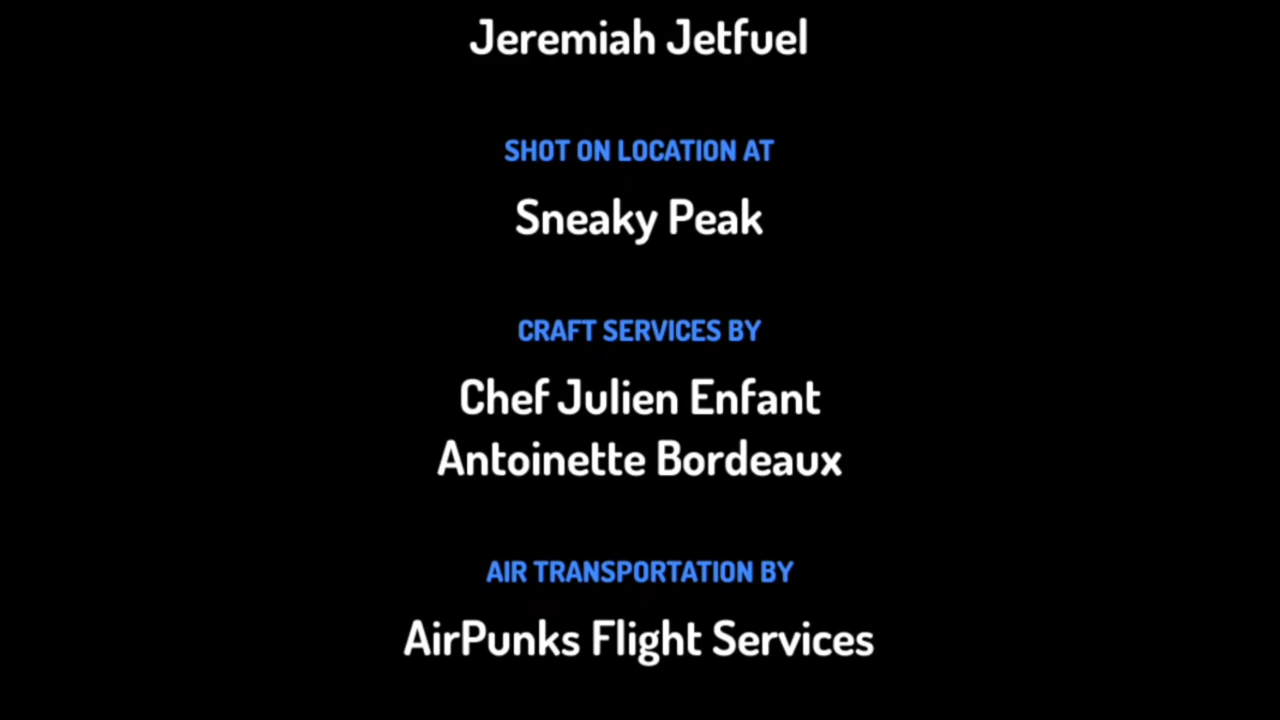 Jeremiah Jetfuel
SHOT ON LOCATION AT
Sneaky Peak
CRAFT SERVICES BY
Chef Julien Enfant
Antoinette Bordeaux
AIR TRANSPORTATION BY
AirPunks Flight Services